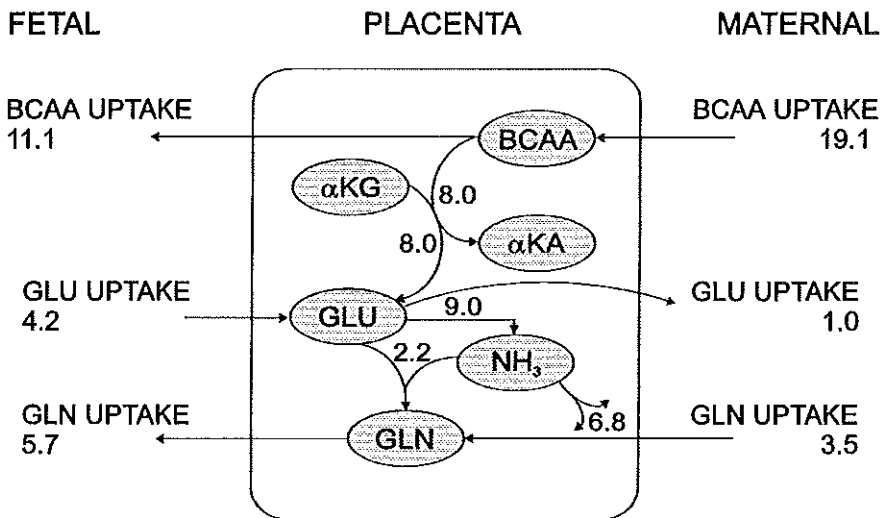 FETAL PLACENTA MATERNAL
BCAA UPTAKE
11.1
BCAA
BCAA UPTAKE
19.1
αKG
8.0
8.0
αKA
GLU UPTAKE
4.2
GLU
9.0
GLU UPTAKE
1.0
2.2
NH₃
6.8
GLN UPTAKE
5.7
GLN
GLN UPTAKE
3.5